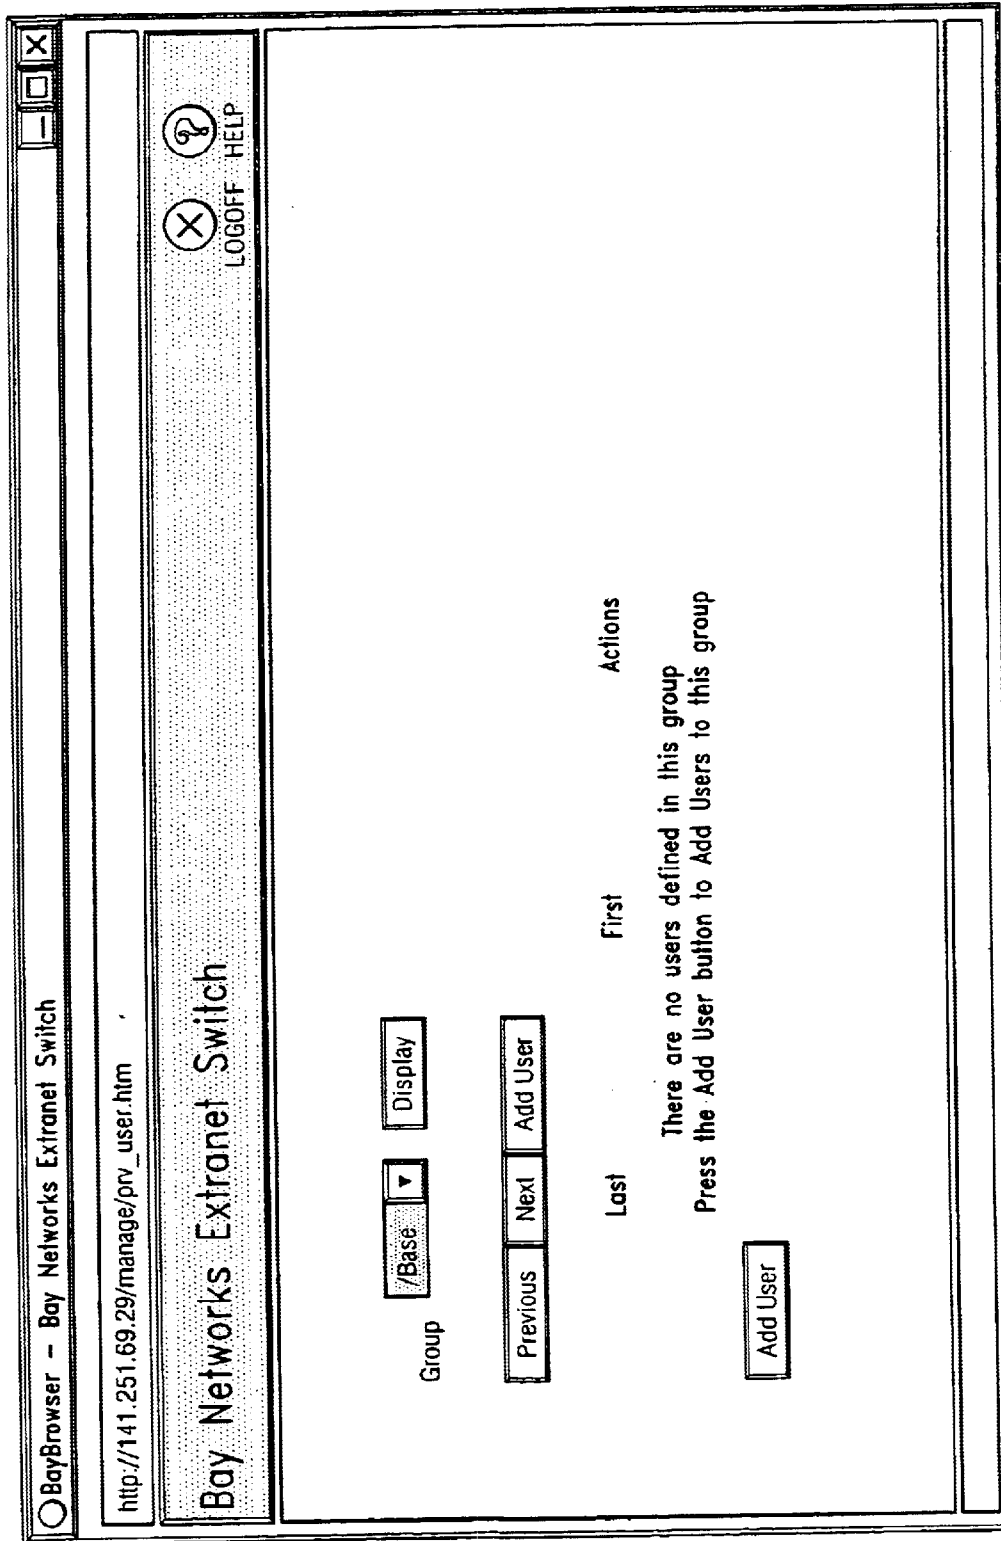 BayBrowser – Bay Networks Extranet Switch
http://141.251.69.29/manage/prv_user.htm
Bay Networks Extranet Switch
LOGOFF HELP
Group /Base Display
Previous Next Add User
Last First Actions
There are no users defined in this group
Press the Add User button to Add Users to this group
Add User